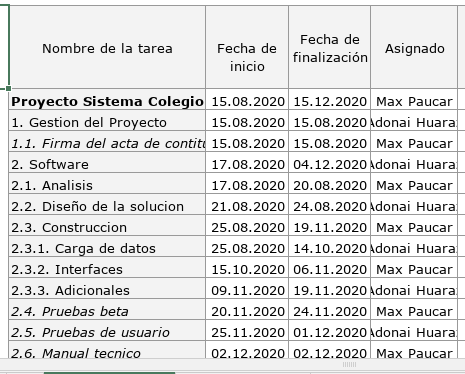 Nombre de la tarea Fecha de inicio Fecha de finalización Asignado
Proyecto Sistema Colegio 15.08.2020 15.12.2020 Max Paucar
1. Gestion del Proyecto 15.08.2020 15.08.2020 Adonai Huara
1.1. Firma del acta de contitu 15.08.2020 15.08.2020 Max Paucar
2. Software 17.08.2020 04.12.2020 Adonai Huara
2.1. Analisis 17.08.2020 20.08.2020 Max Paucar
2.2. Diseño de la solucion 21.08.2020 24.08.2020 Adonai Huara
2.3. Construccion 25.08.2020 19.11.2020 Max Paucar
2.3.1. Carga de datos 25.08.2020 14.10.2020 Adonai Huara
2.3.2. Interfaces 15.10.2020 06.11.2020 Max Paucar
2.3.3. Adicionales 09.11.2020 19.11.2020 Adonai Huara
2.4. Pruebas beta 20.11.2020 24.11.2020 Max Paucar
2.5. Pruebas de usuario 25.11.2020 01.12.2020 Adonai Huara
2.6. Manual tecnico 02.12.2020 02.12.2020 Max Paucar